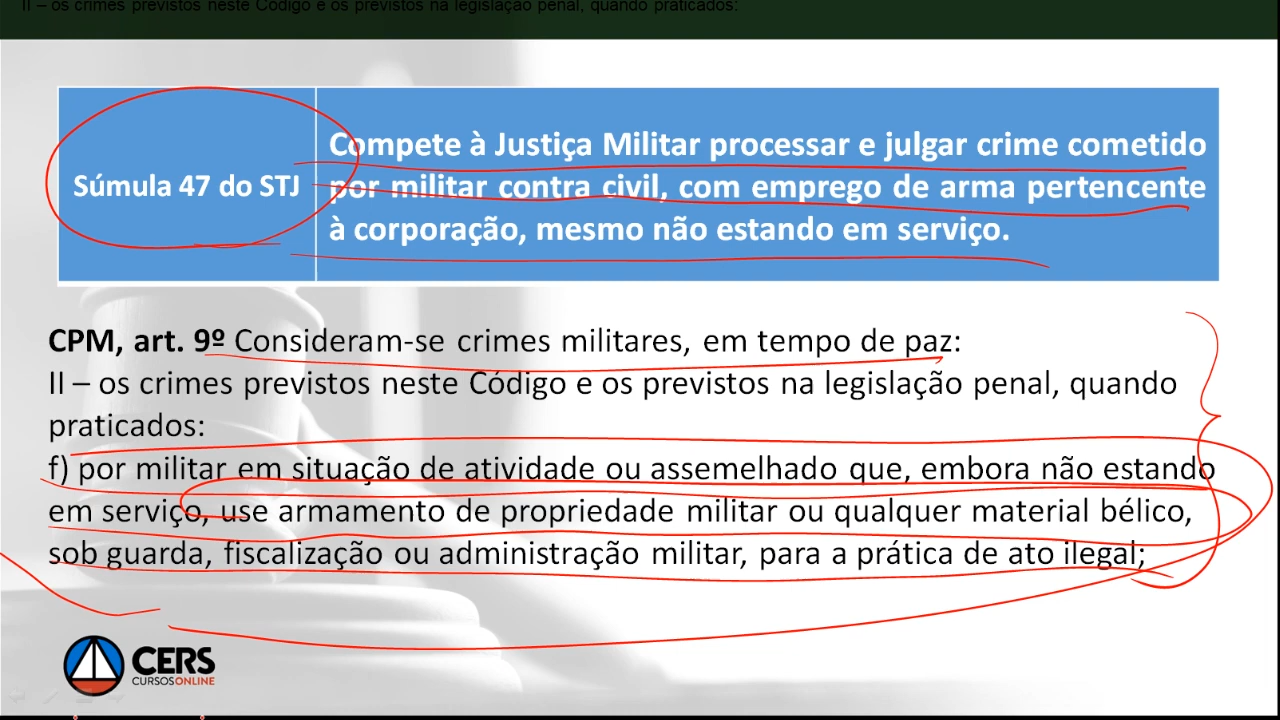 II – os crimes previstos neste Código e os previstos na legislação penal, quando praticados:
Súmula 47 do STJ
Compete à Justiça Militar processar e julgar crime cometido
por militar contra civil, com emprego de arma pertencente
à corporação, mesmo não estando em serviço.
CPM, art. 9º Consideram-se crimes militares, em tempo de paz:
II – os crimes previstos neste Código e os previstos na legislação penal, quando
praticados:
f) por militar em situação de atividade ou assemelhado que, embora não estando
em serviço, use armamento de propriedade militar ou qualquer material bélico,
sob guarda, fiscalização ou administração militar, para a prática de ato ilegal;
CERS
CURSOS ONLINE